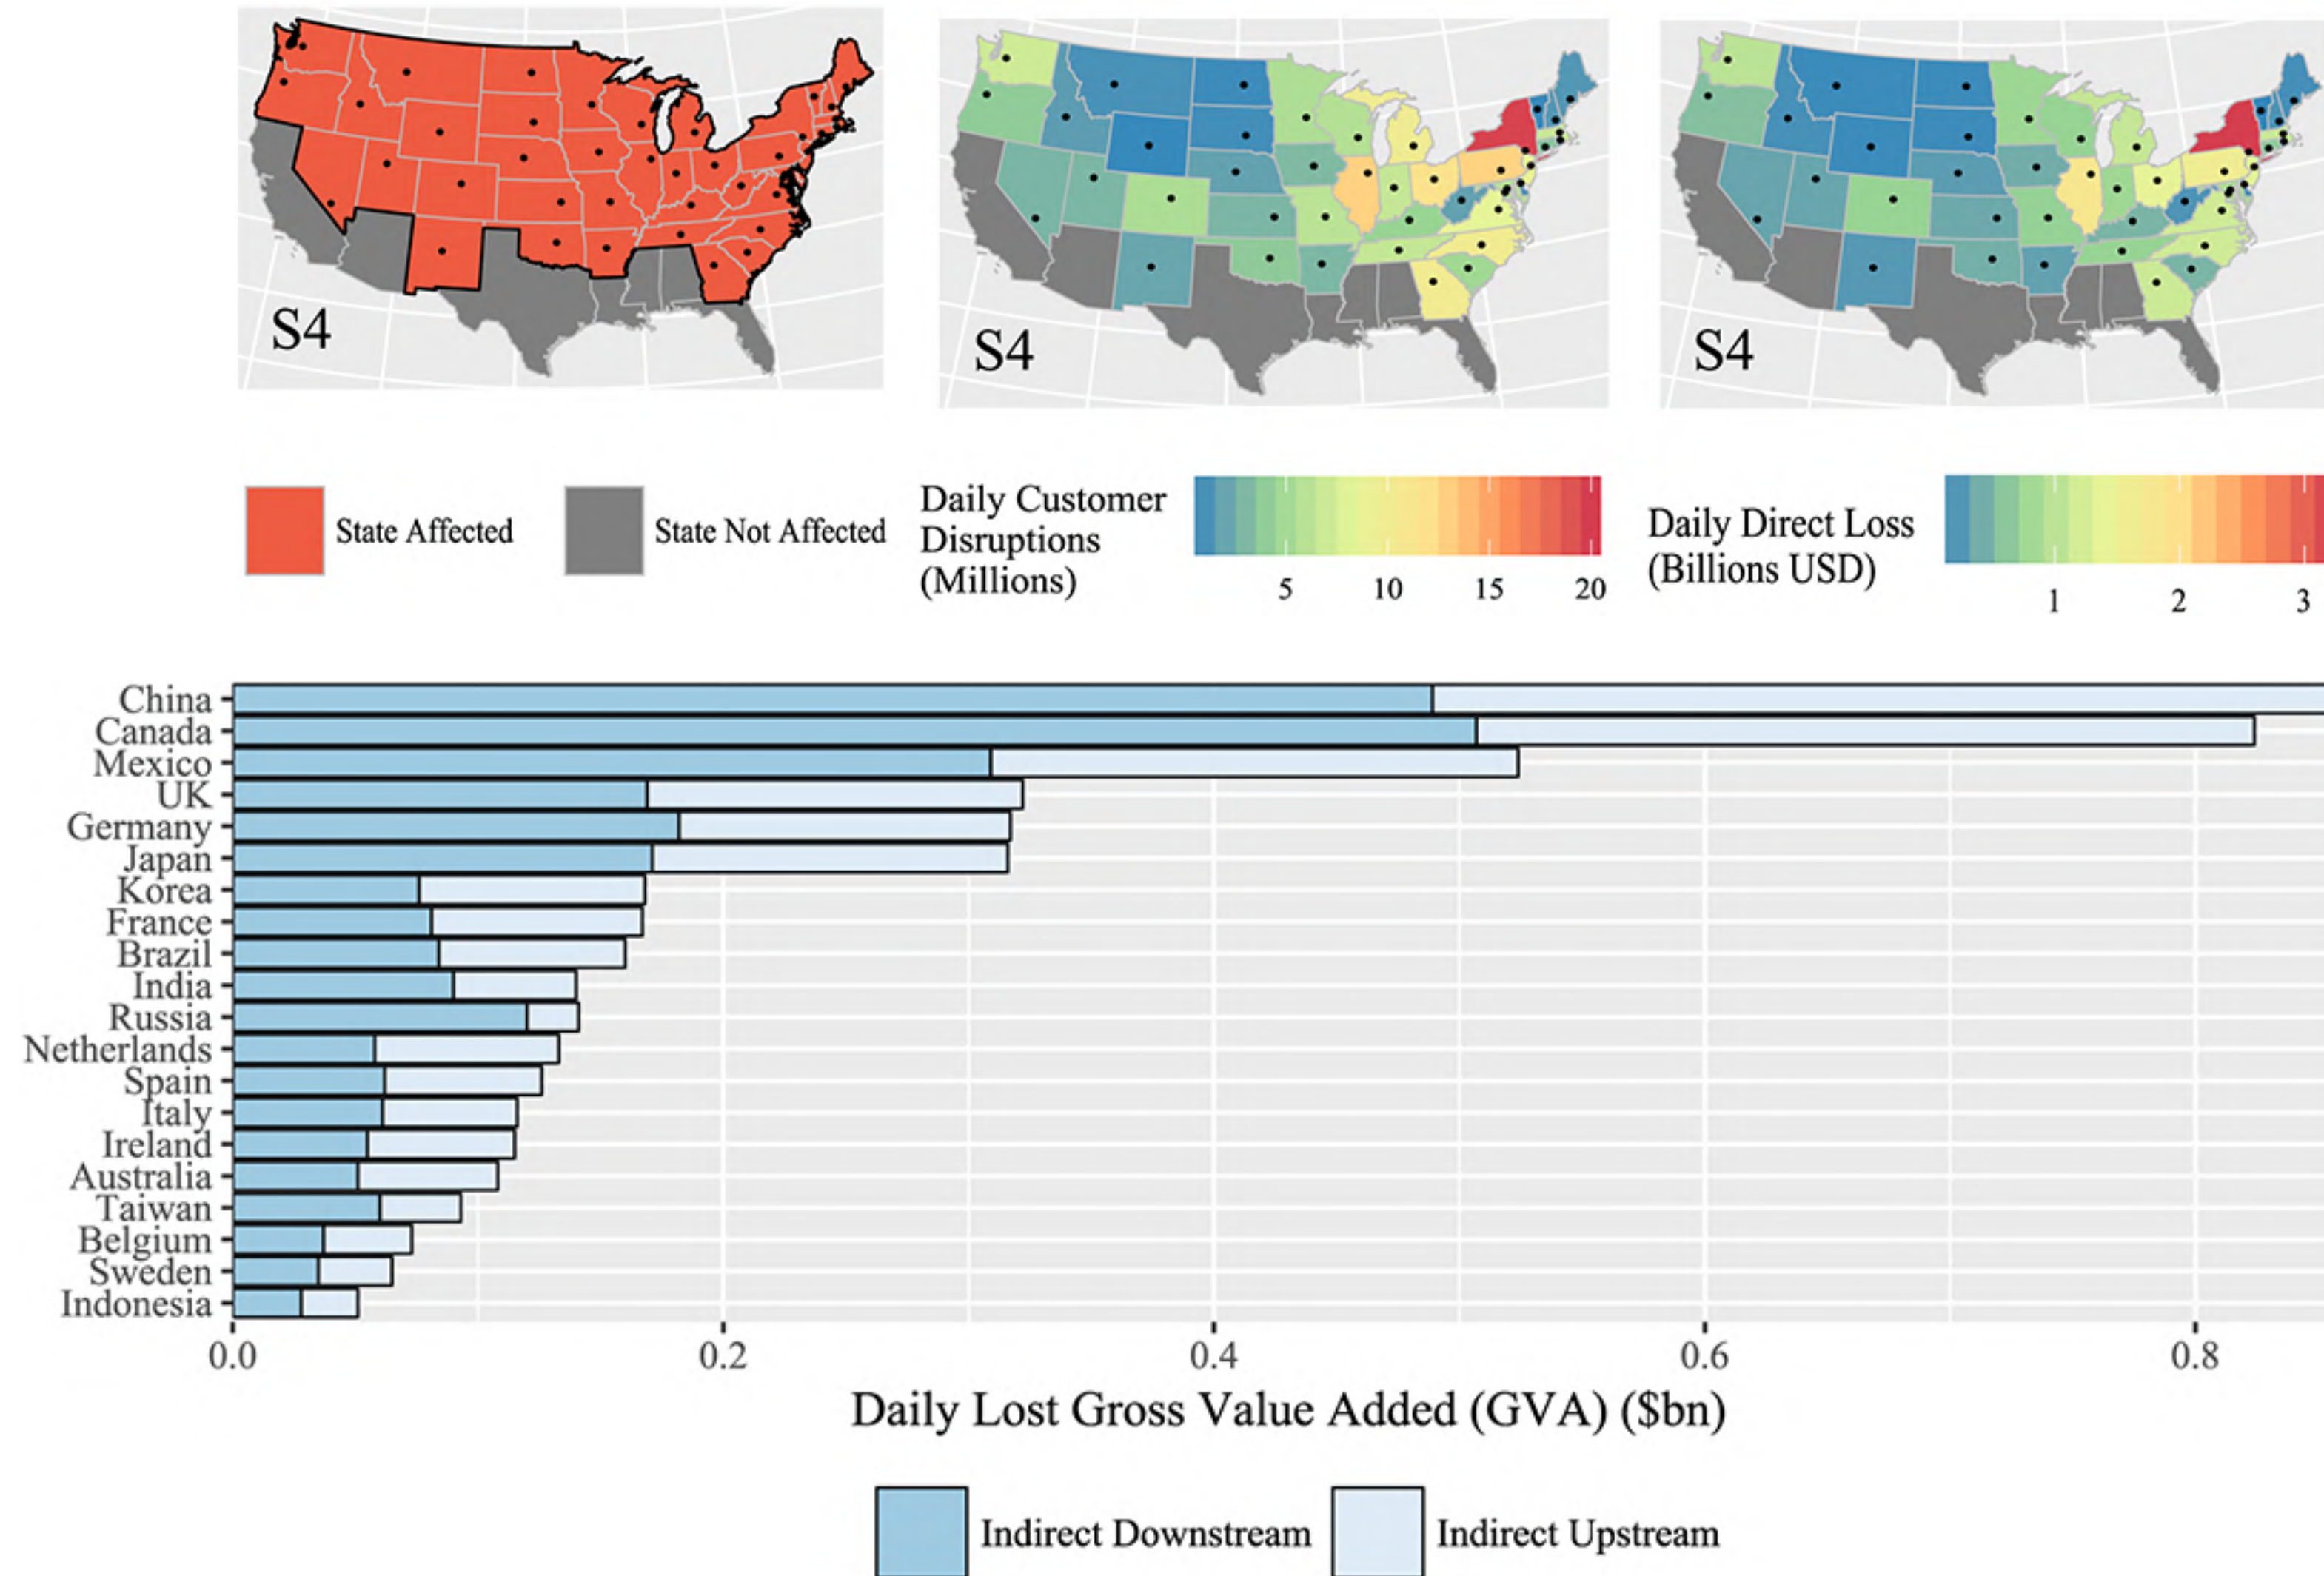 S4
S4
S4
State Affected
State Not Affected
Daily Customer
Disruptions
(Millions)
5 10 15 20
Daily Direct Loss
(Billions USD)
1 2 3
China
Canada
Mexico
UK
Germany
Japan
Korea
France
Brazil
India
Russia
Netherlands
Spain
Italy
Ireland
Australia
Taiwan
Belgium
Sweden
Indonesia
0.0 0.2 0.4 0.6 0.8
Daily Lost Gross Value Added (GVA) ($bn)
Indirect Downstream
Indirect Upstream